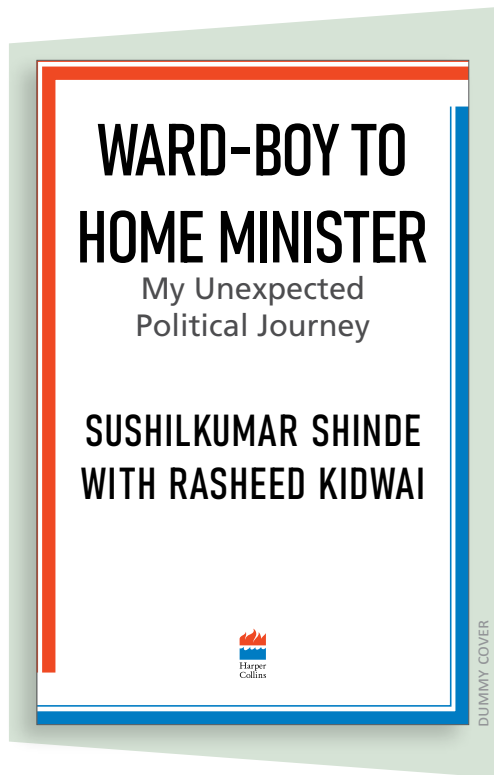 WARD-BOY TO
HOME MINISTER
My Unexpected
Political Journey
SUSHILKUMAR SHINDE
WITH RASHEED KIDWAI
Harper
Collins
DUMMY COVER